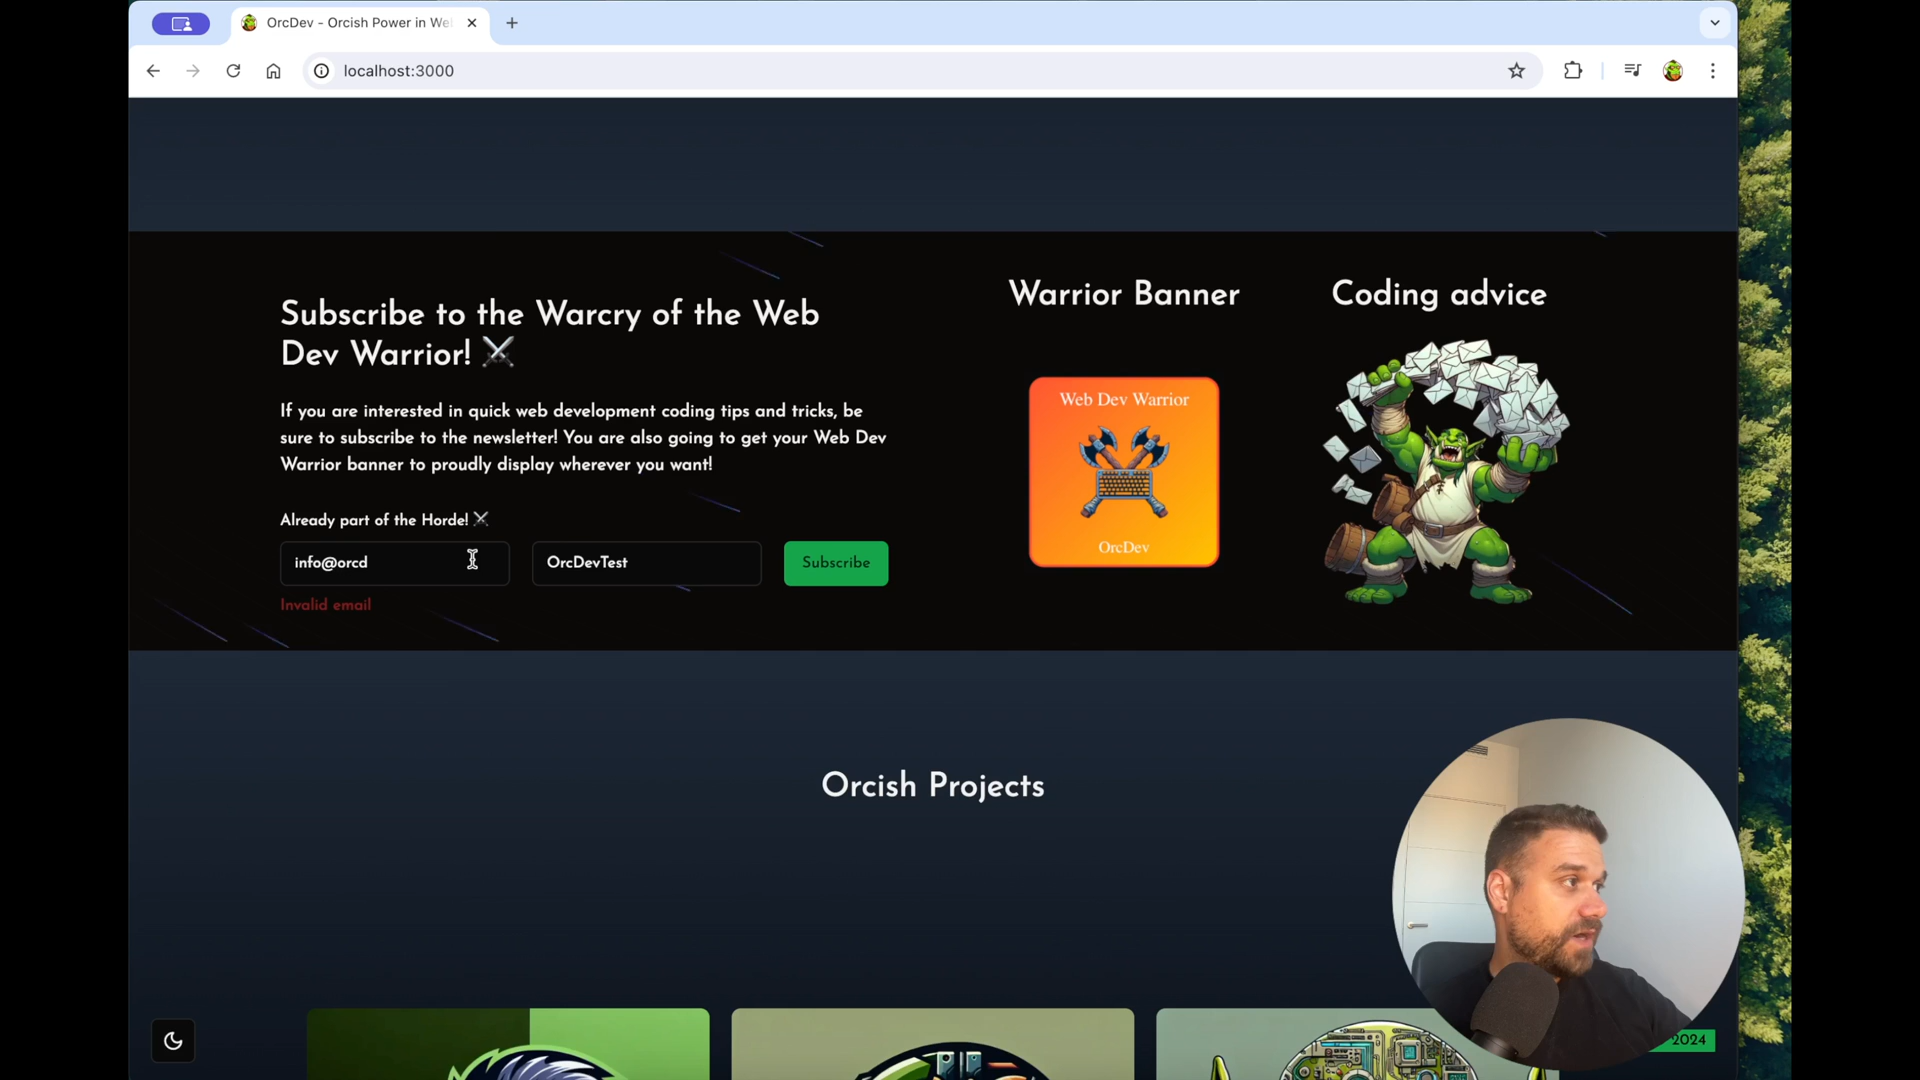 OrcDev - Orcish Power in We
localhost:3000
Subscribe to the Warcry of the Web
Dev Warrior! ⚔️
If you are interested in quick web development coding tips and tricks, be
sure to subscribe to the newsletter! You are also going to get your Web Dev
Warrior banner to proudly display wherever you want!
Already part of the Horde! ⚔️
info@orcd
OrcDevTest
Subscribe
Invalid email
Warrior Banner
Web Dev Warrior
OrcDev
Coding advice
Orcish Projects
2024